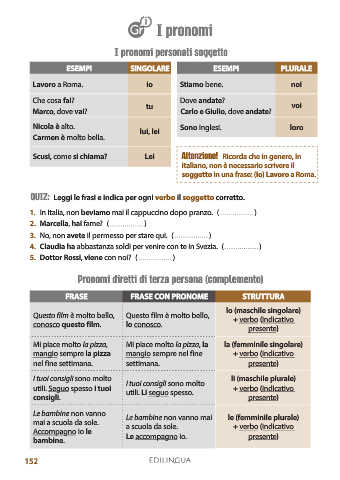 G i I pronomi
I pronomi personali soggetto
ESEMPI SINGOLARE
Lavoro a Roma. io
Che cosa fai?
Marco, dove vai? tu
Nicola è alto.
Carmen è molto bella. lui, lei
Scusi, come si chiama? Lei
ESEMPI PLURALE
Stiamo bene. noi
Dove andate?
Carlo e Giulio, dove andate? voi
Sono inglesi. loro
Attenzione! Ricorda che in genere, in
italiano, non è necessario scrivere il
soggetto in una frase: (Io) Lavoro a Roma.
QUIZ: Leggi le frasi e indica per ogni verbo il soggetto corretto.
1. In Italia, non beviamo mai il cappuccino dopo pranzo. (...............)
2. Marcella, hai fame? (...............)
3. No, non avete il permesso per stare qui. (...............)
4. Claudia ha abbastanza soldi per venire con te in Svezia. (...............)
5. Dottor Rossi, viene con noi? (...............)
Pronomi diretti di terza persona (complemento)
FRASE FRASE CON PRONOME STRUTTURA
Questo film è molto bello,
conosco questo film.
Questo film è molto bello,
lo conosco.
lo (maschile singolare)
+ verbo (indicativo
presente)
Mi piace molto la pizza,
mangio sempre la pizza
nel fine settimana.
Mi piace molto la pizza, la
mangio sempre nel fine
settimana.
la (femminile singolare)
+ verbo (indicativo
presente)
I tuoi consigli sono molto
utili. Seguo spesso i tuoi
consigli.
I tuoi consigli sono molto
utili. Li seguo spesso.
li (maschile plurale)
+ verbo (indicativo
presente)
Le bambine non vanno
mai a scuola da sole.
Accompagno io le
bambine.
Le bambine non vanno mai
a scuola da sole.
Le accompagno io.
le (femminile plurale)
+ verbo (indicativo
presente)
152 EDILINGUA